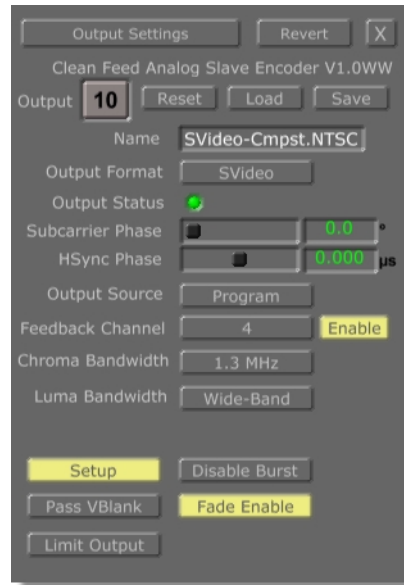 Output Settings Revert X
Clean Feed Analog Slave Encoder V1.0WW
Output 10 Reset Load Save
Name SVideo-Cmpst.NTSC
Output Format SVideo
Output Status
Subcarrier Phase 0.0 °
HSync Phase 0.000 µs
Output Source Program
Feedback Channel 4 Enable
Chroma Bandwidth 1.3 MHz
Luma Bandwidth Wide-Band
Setup Disable Burst
Pass VBlank Fade Enable
Limit Output